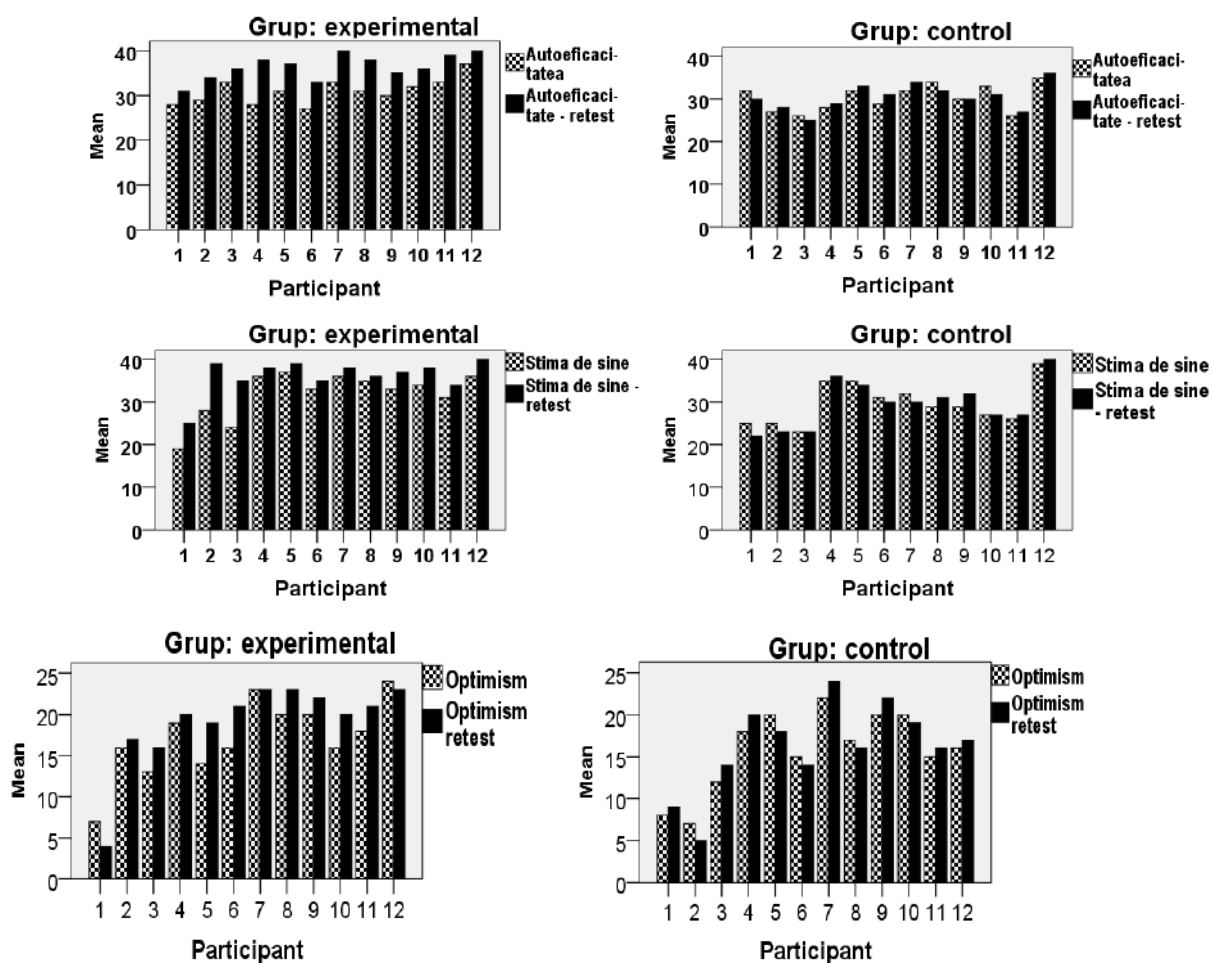 Grup: experimental
40
30
20
10
0
Mean
1 2 3 4 5 6 7 8 9 10 11 12
Participant
Autoeficaci-
tatea
Autoeficaci-
tate - retest
Grup: control
40
30
20
10
0
Mean
1 2 3 4 5 6 7 8 9 10 11 12
Participant
Autoeficaci-
tatea
Autoeficaci-
tate - retest
Grup: experimental
40
30
20
10
0
Mean
1 2 3 4 5 6 7 8 9 10 11 12
Participant
Stima de sine
Stima de sine -
retest
Grup: control
40
30
20
10
0
Mean
1 2 3 4 5 6 7 8 9 10 11 12
Participant
Stima de sine
Stima de sine
- retest
Grup: experimental
25
20
15
10
5
0
Mean
1 2 3 4 5 6 7 8 9 10 11 12
Participant
Optimism
Optimism
retest
Grup: control
25
20
15
10
5
0
Mean
1 2 3 4 5 6 7 8 9 10 11 12
Participant
Optimism
Optimism
retest